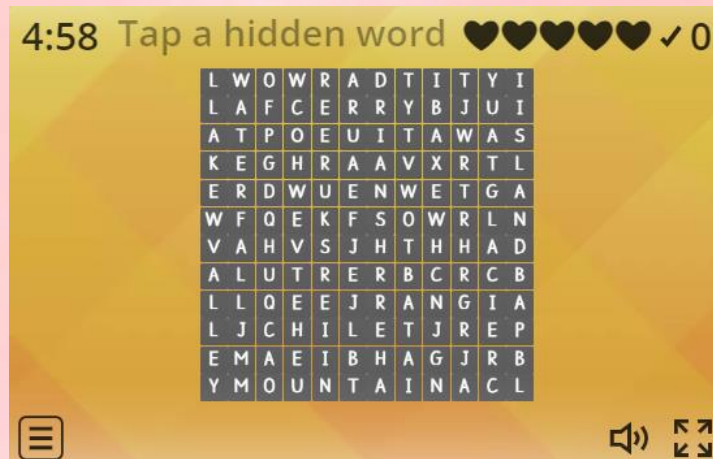 4:58 Tap a hidden word ✓ 0
L W O W R A D T I T Y I
L A F C E R R Y B J U I
A T P O E U I T A W A S
K E G H R A A V X R T L
E R D W U E N W E T G A
W F Q E K F S O W R L N
V A H V S J H T H H A D
A L U T R E R B C R C B
L L Q E E J R A N G I A
L J C H I L E T J R E P
E M A E I B H A G J R B
Y M O U N T A I N A C L